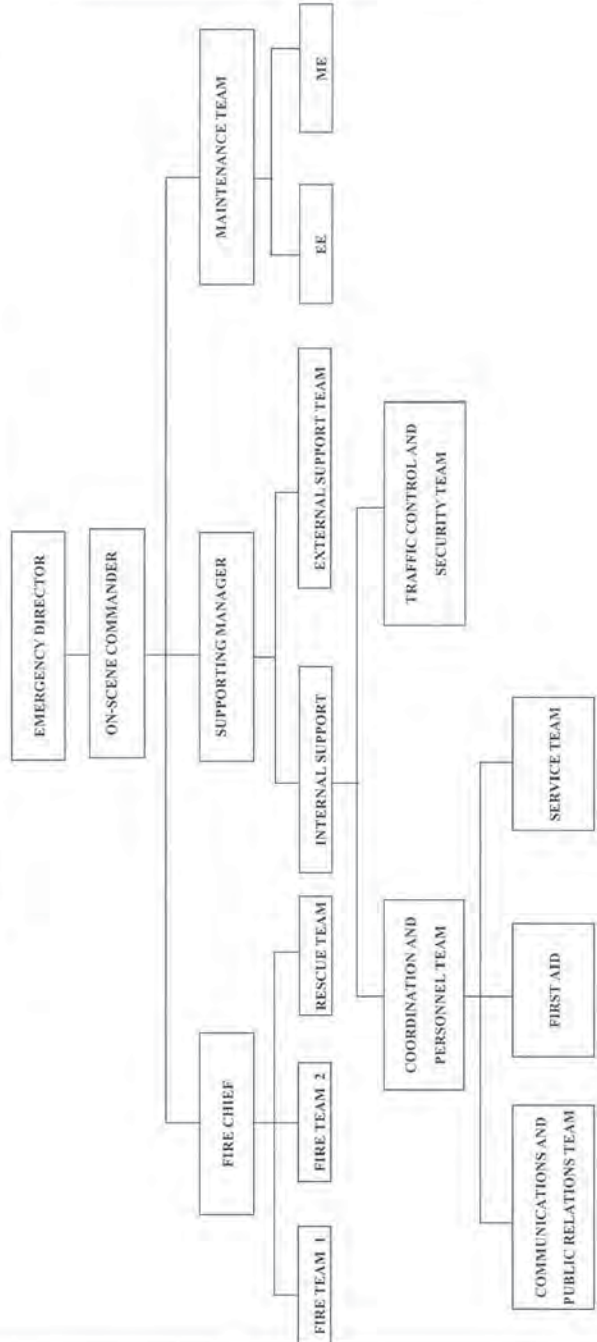 EMERGENCY DIRECTOR
ON-SCENE COMMANDER
FIRE CHIEF
SUPPORTING MANAGER
MAINTENANCE TEAM
FIRE TEAM 1
FIRE TEAM 2
RESCUE TEAM
INTERNAL SUPPORT
EXTERNAL SUPPORT TEAM
EE
ME
COORDINATION AND
PERSONNEL TEAM
TRAFFIC CONTROL AND
SECURITY TEAM
COMMUNICATIONS AND
PUBLIC RELATIONS TEAM
FIRST AID
SERVICE TEAM